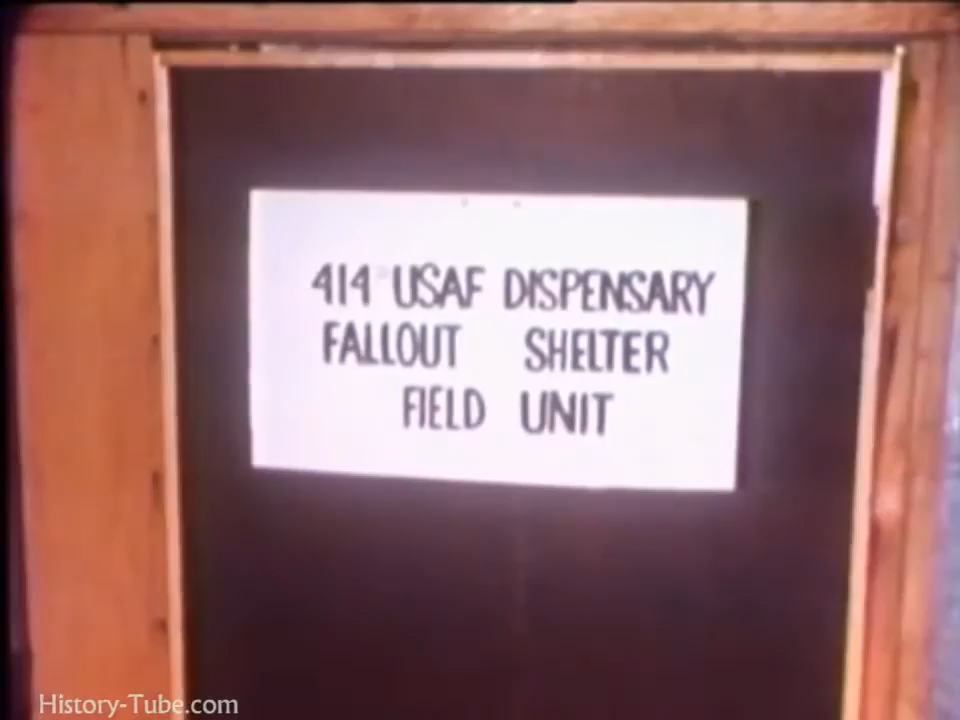 414 USAF DISPENSARY
FALLOUT SHELTER
FIELD UNIT
History-Tube.com